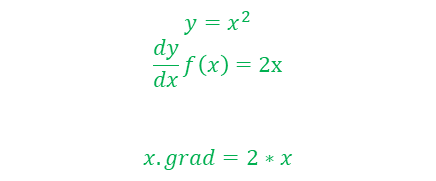 y = x²
dy/dx f(x) = 2x
x.grad = 2 * x